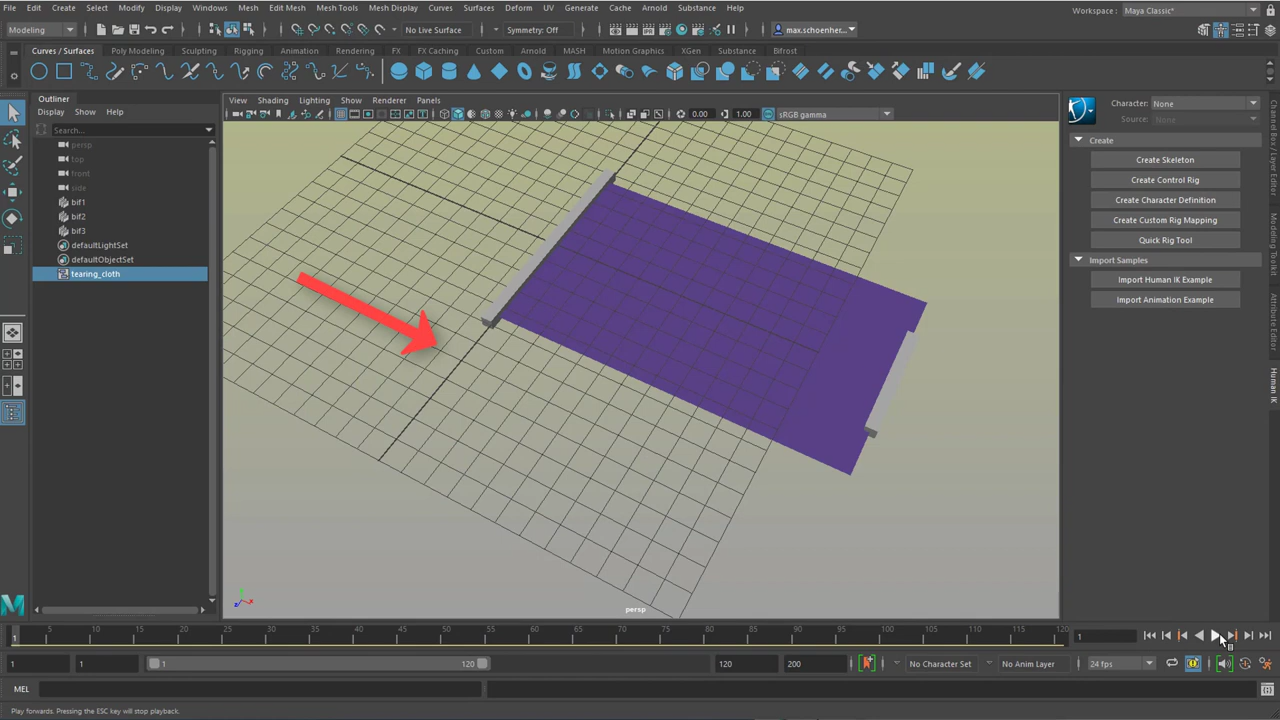 File Edit Create Select Modify Display Windows Mesh Edit Mesh Mesh Tools Mesh Display Curves Surfaces Deform UV Generate Cache Arnold Substance Help
Workspace : Maya Classic*
Modeling
No Live Surface
Symmetry: Off
max.schoenhe...
Curves / Surfaces Poly Modeling Sculpting Rigging Animation Rendering FX FX Caching Custom Arnold MASH Motion Graphics XGen Substance Bifrost
Outliner
Display Show Help
Search...
persp
top
front
side
bif1
bif2
bif3
defaultLightSet
defaultObjectSet
tearing_cloth
View Shading Lighting Show Renderer Panels
0.00 1.00 sRGB gamma
persp
Character: None
Source: None
Create
Create Skeleton
Create Control Rig
Create Character Definition
Create Custom Rig Mapping
Quick Rig Tool
Import Samples
Import Human IK Example
Import Animation Example
Channel Box / Layer Editor
Modeling Toolkit
Attribute Editor
Human IK
1 5 10 15 20 25 30 35 40 45 50 55 60 65 70 75 80 85 90 95 100 105 110 115 120
1
1 1 1 120 120 200 No Character Set No Anim Layer 24 fps
MEL
Play forwards. Pressing the ESC key will stop playback.